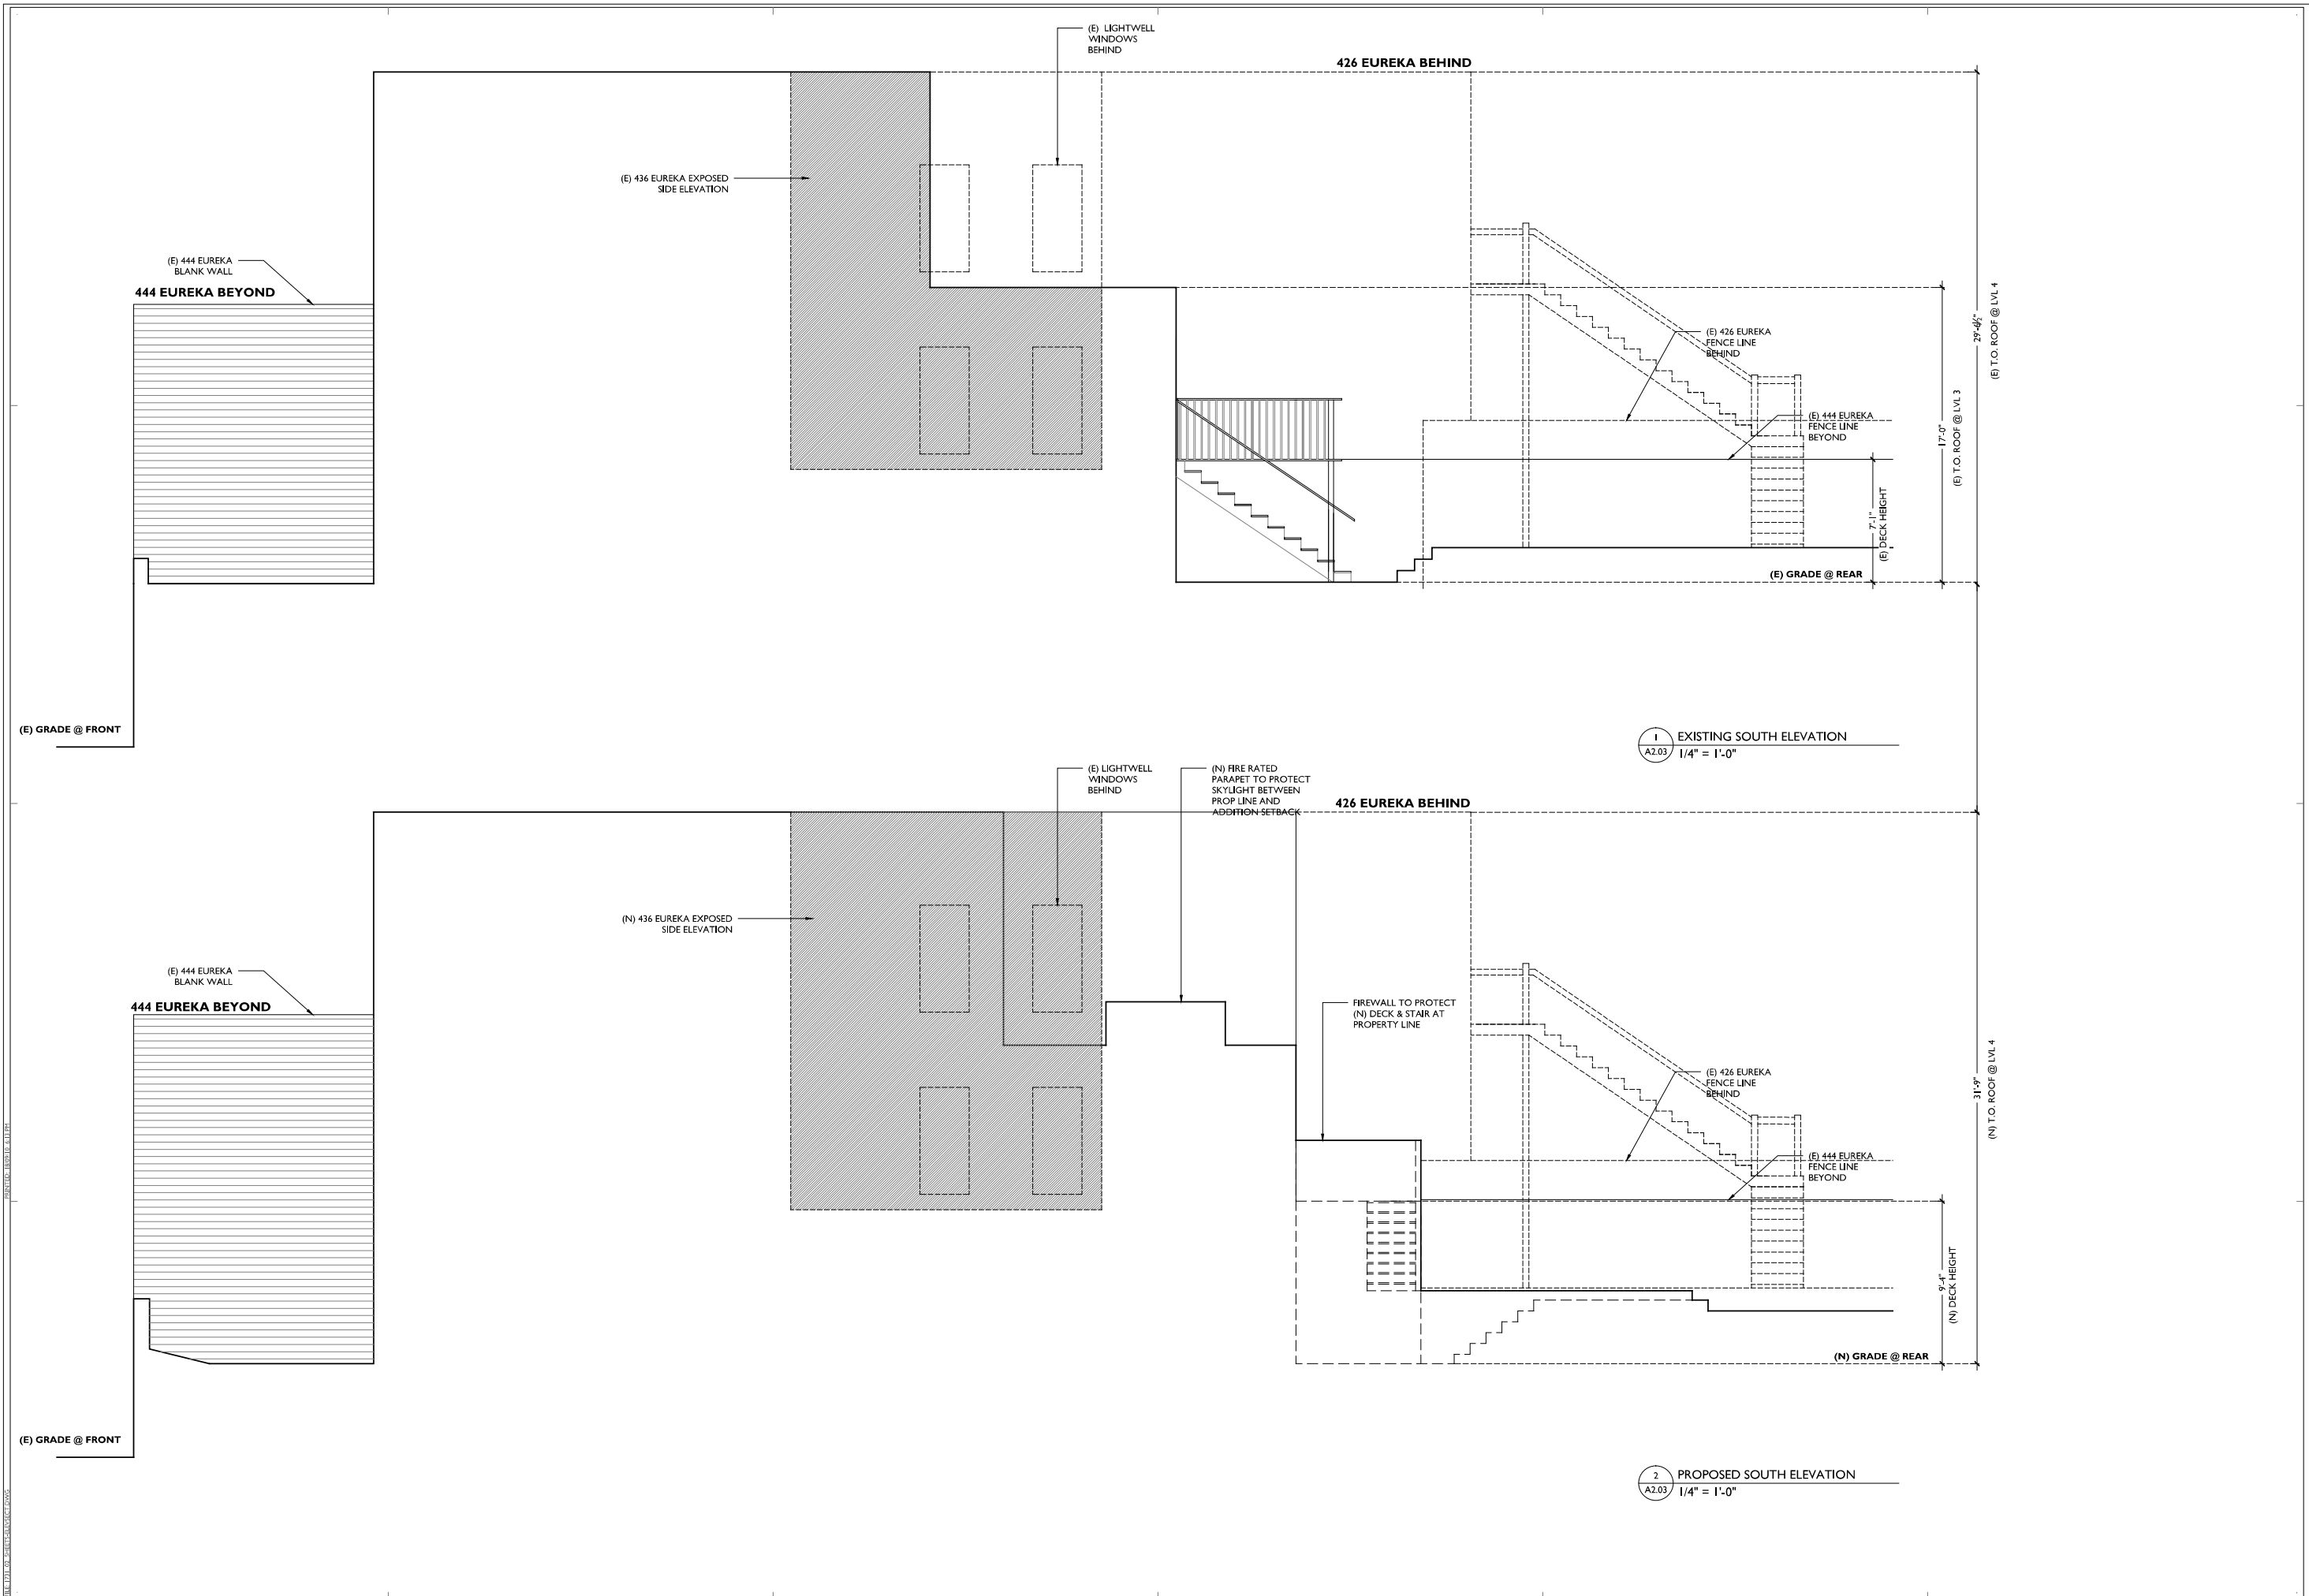 (E) LIGHTWELL
WINDOWS
BEHIND
426 EUREKA BEHIND
(E) 436 EUREKA EXPOSED
SIDE ELEVATION
(E) 444 EUREKA
BLANK WALL
444 EUREKA BEYOND
(E) 426 EUREKA
FENCE LINE
BEHIND
(E) 444 EUREKA
FENCE LINE
BEYOND
(E) T.O. ROOF @ LVL 4
17'-0"
(E) T.O. ROOF @ LVL 3
7'-1"
(E) DECK HEIGHT
(E) GRADE @ REAR
(E) GRADE @ FRONT
1
A2.03
EXISTING SOUTH ELEVATION
1/4" = 1'-0"
(E) LIGHTWELL
WINDOWS
BEHIND
(N) FIRE RATED
PARAPET TO PROTECT
SKYLIGHT BETWEEN
PROP LINE AND
ADDITION SETBACK
426 EUREKA BEHIND
(N) 436 EUREKA EXPOSED
SIDE ELEVATION
(E) 444 EUREKA
BLANK WALL
444 EUREKA BEYOND
FIREWALL TO PROTECT
(N) DECK & STAIR AT
PROPERTY LINE
(E) 426 EUREKA
FENCE LINE
BEHIND
(E) 444 EUREKA
FENCE LINE
BEYOND
31'-9"
(N) T.O. ROOF @ LVL 4
9'-4"
(N) DECK HEIGHT
(N) GRADE @ REAR
(E) GRADE @ FRONT
2
A2.03
PROPOSED SOUTH ELEVATION
1/4" = 1'-0"